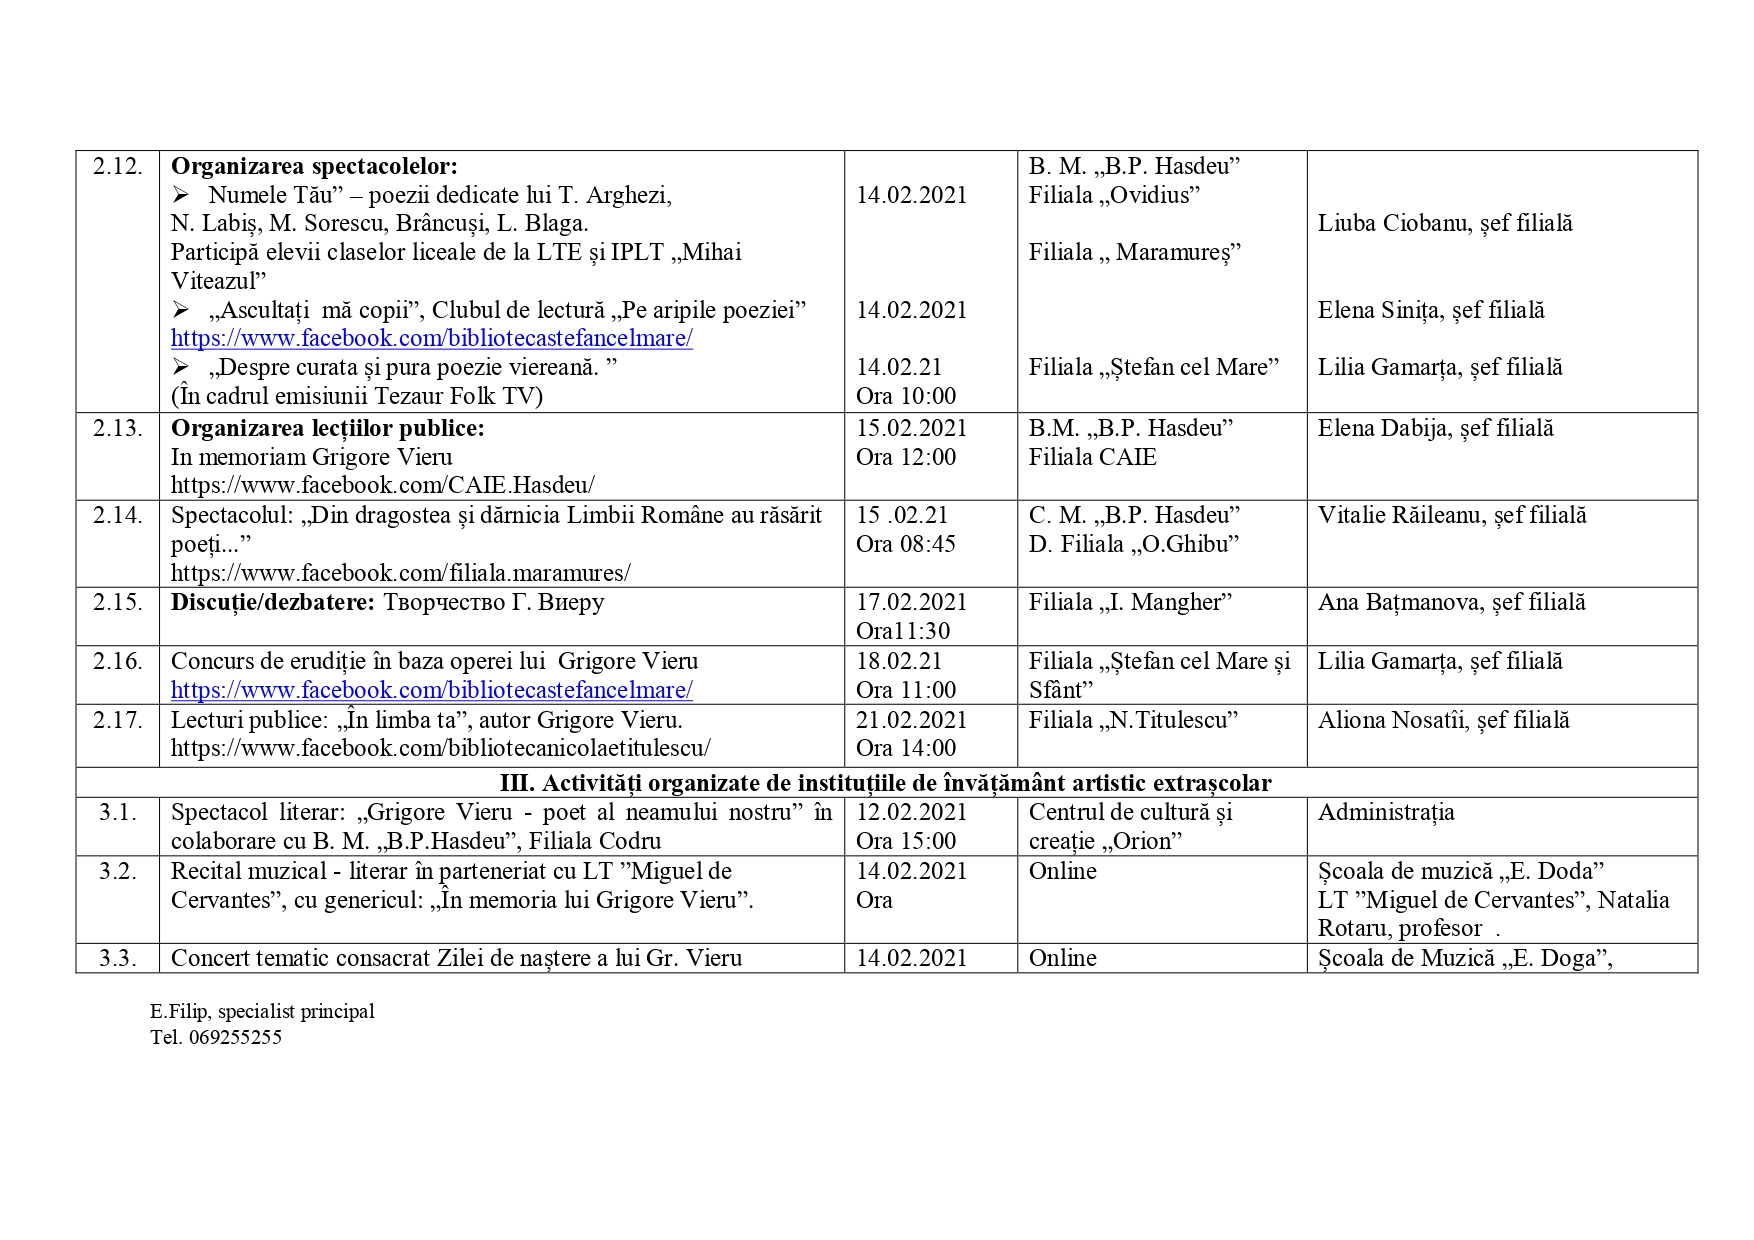 2.12.
Organizarea spectacolelor:
➢ Numele Tău” – poezii dedicate lui T. Arghezi,
N. Labiș, M. Sorescu, Brâncuși, L. Blaga.
Participă elevii claselor liceale de la LTE și IPLT „Mihai
Viteazul”
➢ „Ascultați mă copii”, Clubul de lectură „Pe aripile poeziei”
https://www.facebook.com/bibliotecastefancelmare/
➢ „Despre curata și pura poezie viereană. ”
(În cadrul emisiunii Tezaur Folk TV)
14.02.2021
14.02.2021
14.02.21
Ora 10:00
B. M. „B.P. Hasdeu”
Filiala „Ovidius”
Filiala „ Maramureș”
Filiala „Ștefan cel Mare”
Liuba Ciobanu, șef filială
Elena Sinița, șef filială
Lilia Gamarța, șef filială
2.13.
Organizarea lecțiilor publice:
In memoriam Grigore Vieru
https://www.facebook.com/CAIE.Hasdeu/
15.02.2021
Ora 12:00
B.M. „B.P. Hasdeu”
Filiala CAIE
Elena Dabija, șef filială
2.14.
Spectacolul: „Din dragostea și dărnicia Limbii Române au răsărit
poeți...”
https://www.facebook.com/filiala.maramures/
15 .02.21
Ora 08:45
C. M. „B.P. Hasdeu”
D. Filiala „O.Ghibu”
Vitalie Răileanu, șef filială
2.15.
Discuție/dezbatere: Творчество Г. Виеру
17.02.2021
Ora11:30
Filiala „I. Mangher”
Ana Bațmanova, șef filială
2.16.
Concurs de erudiție în baza operei lui Grigore Vieru
https://www.facebook.com/bibliotecastefancelmare/
18.02.21
Ora 11:00
Filiala „Ștefan cel Mare și
Sfânt”
Lilia Gamarța, șef filială
2.17.
Lecturi publice: „În limba ta”, autor Grigore Vieru.
https://www.facebook.com/bibliotecanicolaetitulescu/
21.02.2021
Ora 14:00
Filiala „N.Titulescu”
Aliona Nosatîi, șef filială
III. Activități organizate de instituțiile de învățământ artistic extrașcolar
3.1.
Spectacol literar: „Grigore Vieru - poet al neamului nostru” în
colaborare cu B. M. „B.P.Hasdeu”, Filiala Codru
12.02.2021
Ora 15:00
Centrul de cultură și
creație „Orion”
Administrația
3.2.
Recital muzical - literar în parteneriat cu LT ”Miguel de
Cervantes”, cu genericul: „În memoria lui Grigore Vieru”.
14.02.2021
Ora
Online
Școala de muzică „E. Doda”
LT ”Miguel de Cervantes”, Natalia
Rotaru, profesor .
3.3.
Concert tematic consacrat Zilei de naștere a lui Gr. Vieru
14.02.2021
Online
Școala de Muzică „E. Doga”,
E.Filip, specialist principal
Tel. 069255255